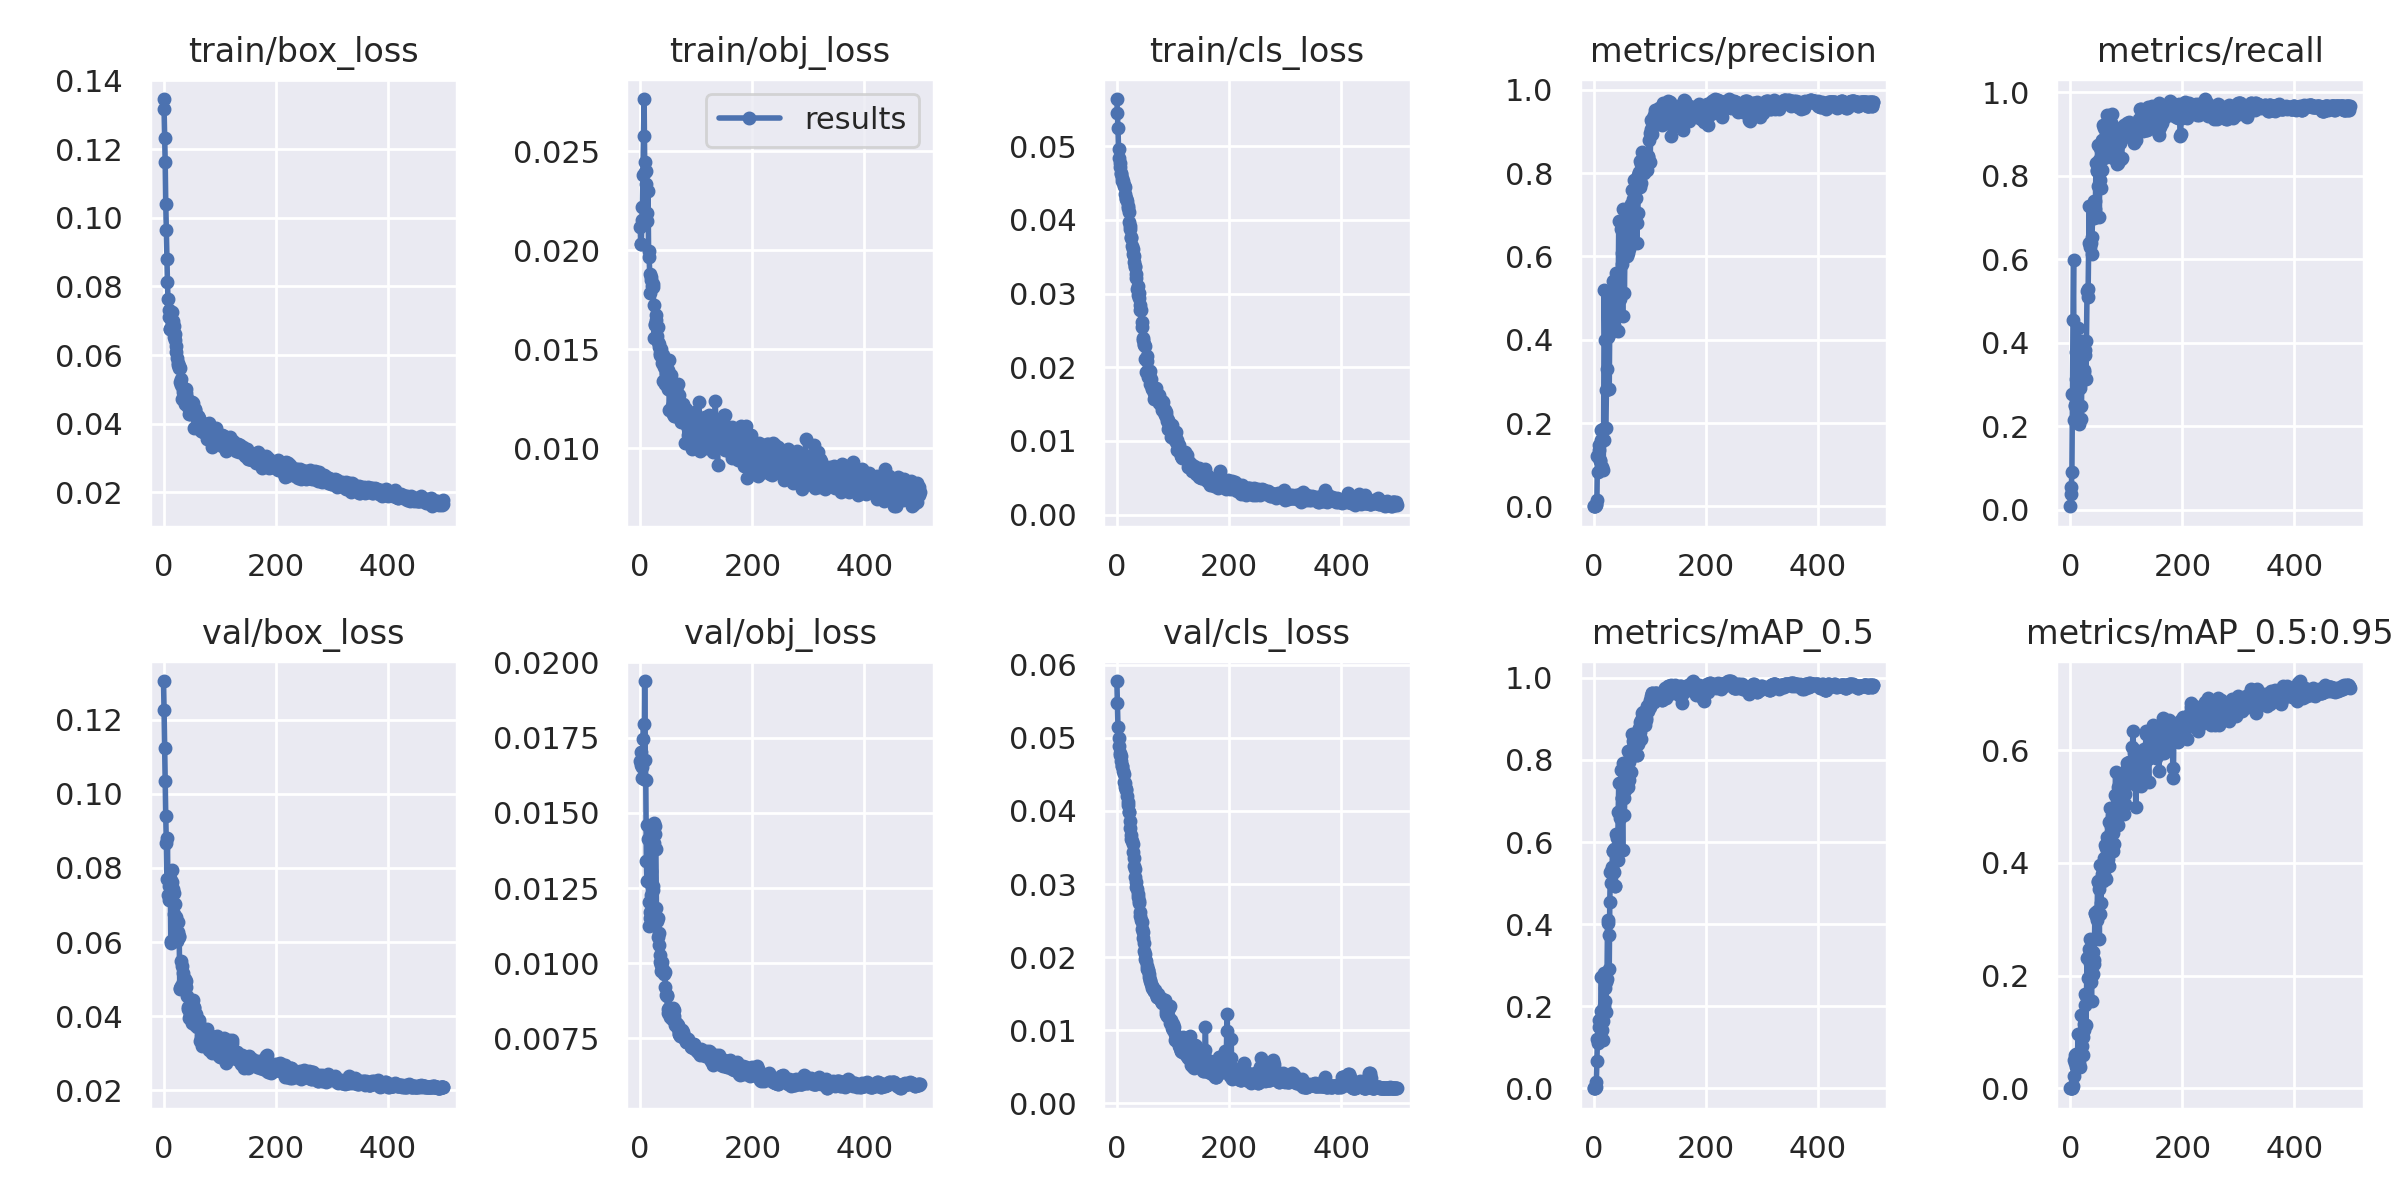 train/box_loss
0.14
0.12
0.10
0.08
0.06
0.04
0.02
0 200 400
train/obj_loss
results
0.025
0.020
0.015
0.010
0 200 400
train/cls_loss
0.05
0.04
0.03
0.02
0.01
0.00
0 200 400
metrics/precision
1.0
0.8
0.6
0.4
0.2
0.0
0 200 400
metrics/recall
1.0
0.8
0.6
0.4
0.2
0.0
0 200 400
val/box_loss
0.12
0.10
0.08
0.06
0.04
0.02
0 200 400
val/obj_loss
0.0200
0.0175
0.0150
0.0125
0.0100
0.0075
0 200 400
val/cls_loss
0.06
0.05
0.04
0.03
0.02
0.01
0.00
0 200 400
metrics/mAP_0.5
1.0
0.8
0.6
0.4
0.2
0.0
0 200 400
metrics/mAP_0.5:0.95
0.6
0.4
0.2
0.0
0 200 400